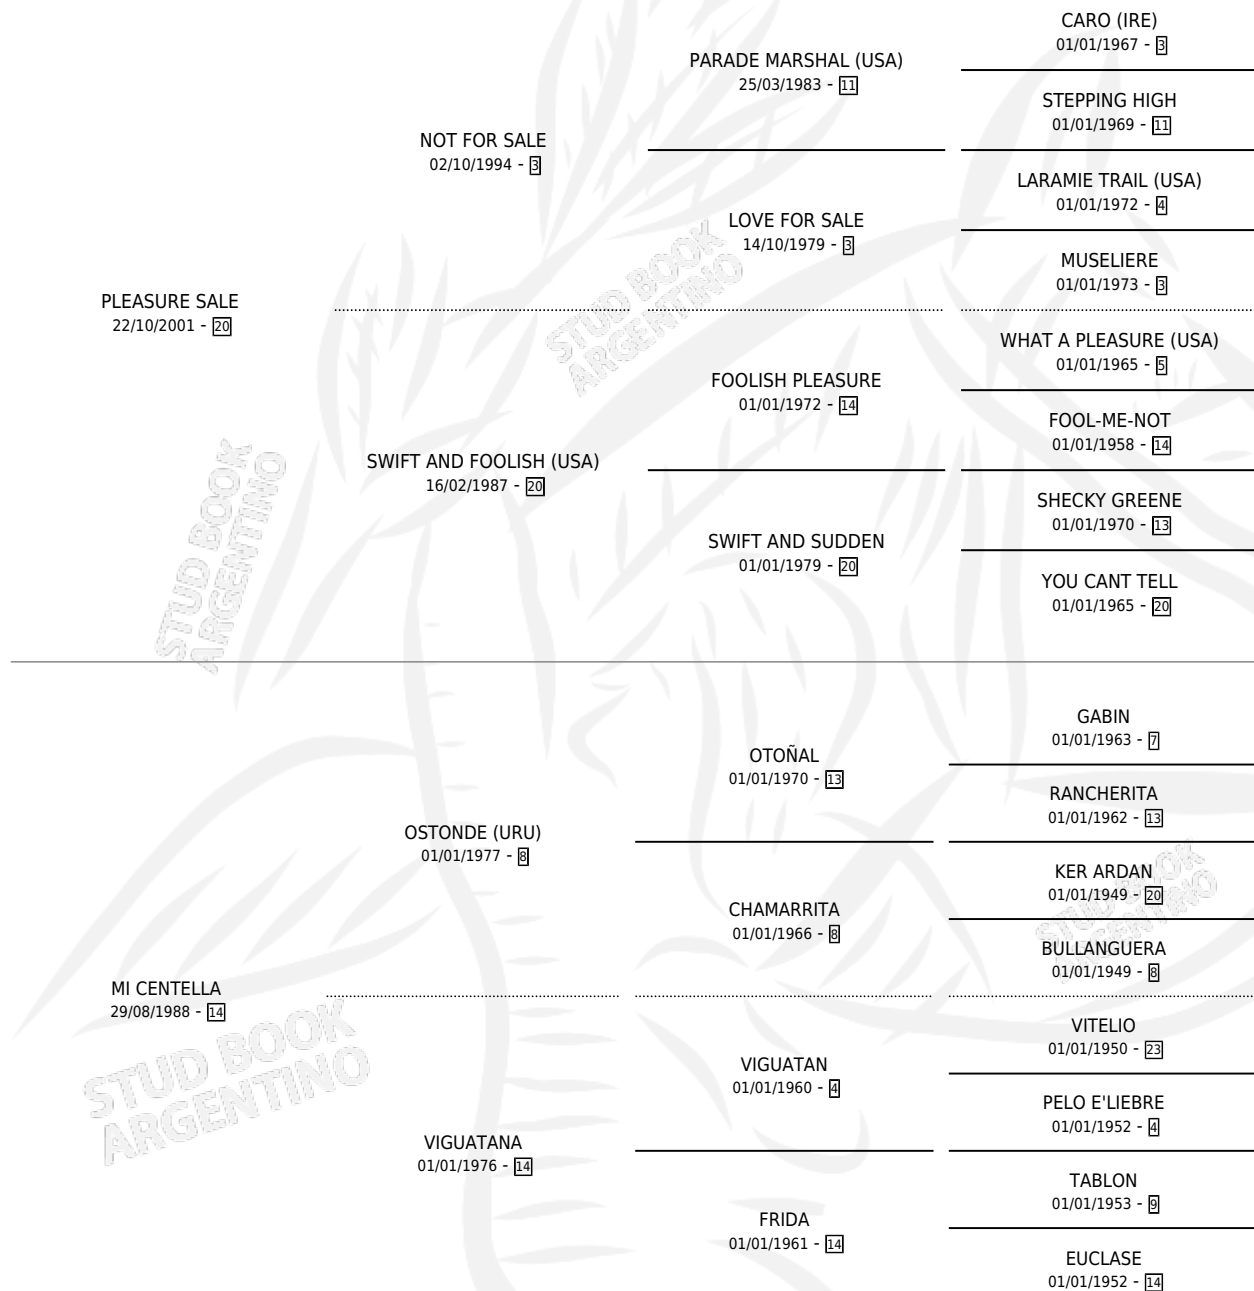 CARO (IRE)
01/01/1967 - 3
PARADE MARSHAL (USA)
25/03/1983 - 11
STEPPING HIGH
01/01/1969 - 11
NOT FOR SALE
02/10/1994 - 3
LARAMIE TRAIL (USA)
01/01/1972 - 4
LOVE FOR SALE
14/10/1979 - 3
MUSELIERE
01/01/1973 - 3
PLEASURE SALE
22/10/2001 - 20
STUD BOOK
ARGENTINO
WHAT A PLEASURE (USA)
01/01/1965 - 5
FOOLISH PLEASURE
01/01/1972 - 14
FOOL-ME-NOT
01/01/1958 - 14
SWIFT AND FOOLISH (USA)
16/02/1987 - 20
SHECKY GREENE
01/01/1970 - 13
SWIFT AND SUDDEN
01/01/1979 - 20
YOU CANT TELL
01/01/1965 - 20
STUD BOOK
ARGENTINO
GABIN
01/01/1963 - 7
OTOÑAL
01/01/1970 - 13
RANCHERITA
01/01/1962 - 13
OSTONDE (URU)
01/01/1977 - 8
KER ARDAN
01/01/1949 - 20
CHAMARRITA
01/01/1966 - 8
STUD BOOK
ARGENTINO
BULLANGUERA
01/01/1949 - 8
MI CENTELLA
29/08/1988 - 14
STUD BOOK
ARGENTINO
VITELIO
01/01/1950 - 23
VIGUATAN
01/01/1960 - 4
PELO E'LIEBRE
01/01/1952 - 4
VIGUATANA
01/01/1976 - 14
TABLON
01/01/1953 - 9
FRIDA
01/01/1961 - 14
EUCLASE
01/01/1952 - 14